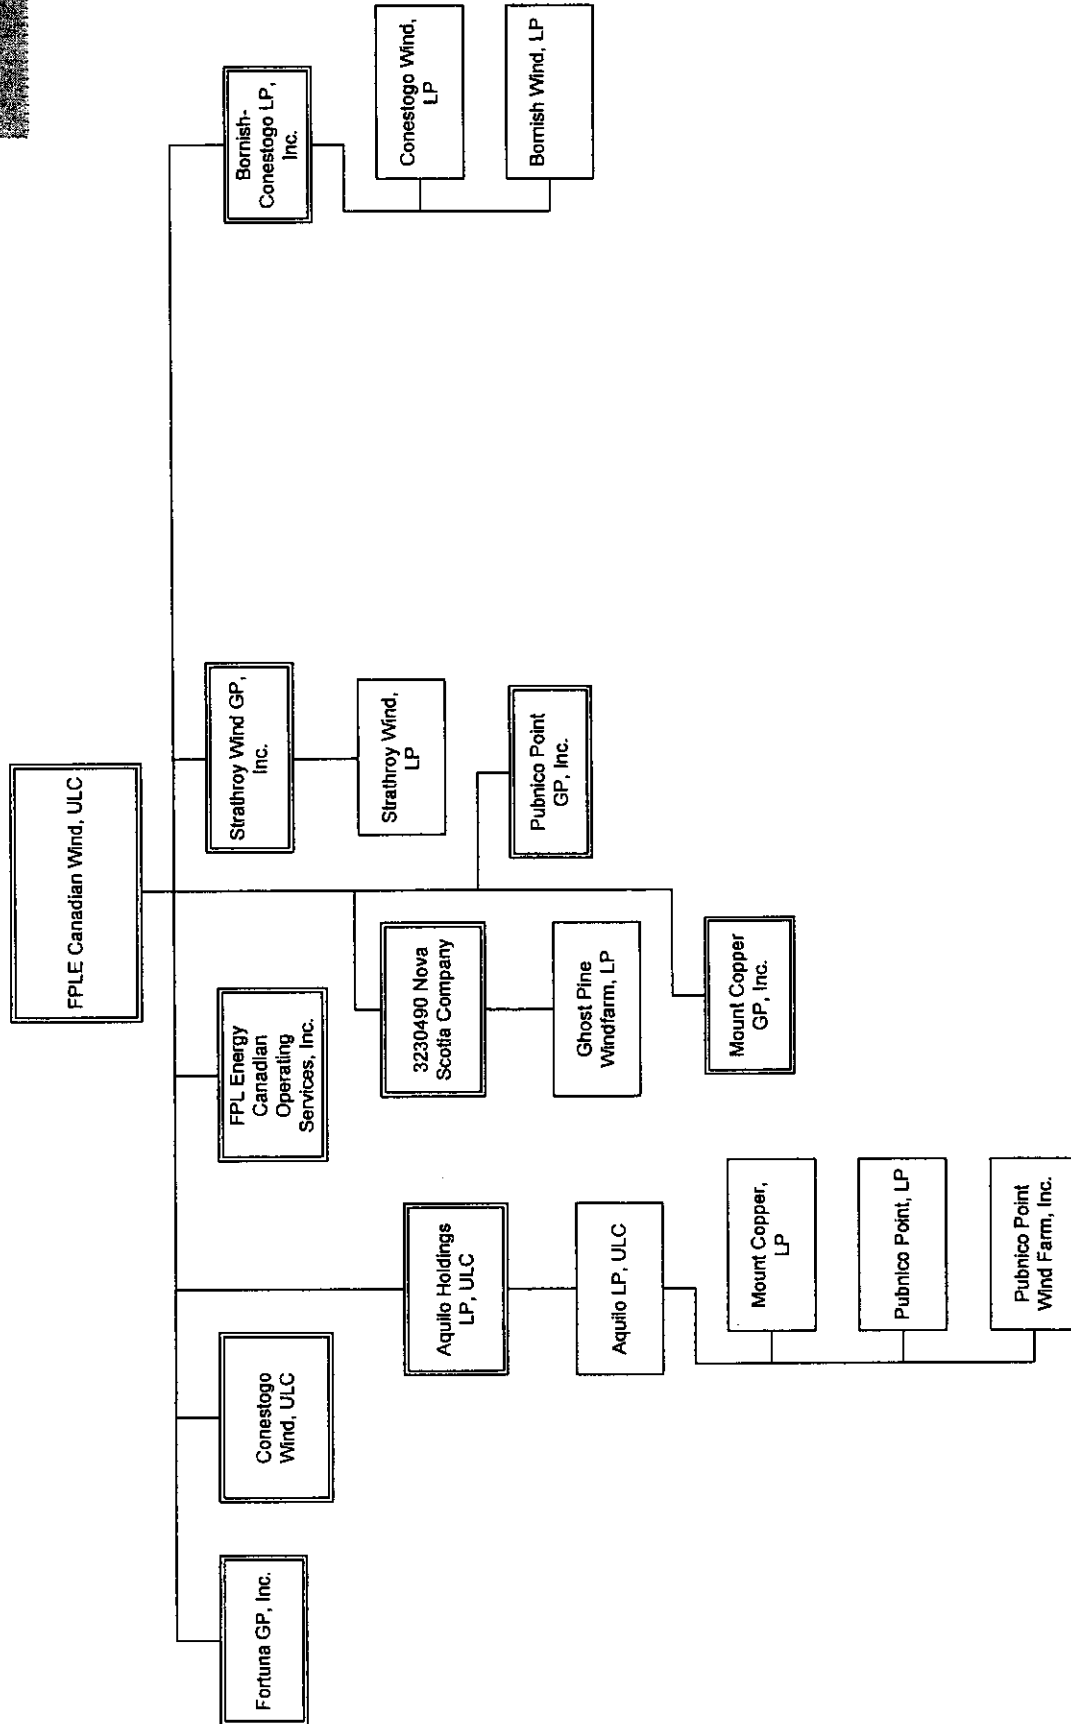 FPLE Canadian Wind, ULC
Fortuna GP, Inc.
Conestogo
Wind, ULC
FPL Energy
Canadian
Operating
Services, Inc.
Strathroy Wind GP,
Inc.
Bornish-
Conestogo LP,
Inc.
Aquilo Holdings
LP, ULC
3230490 Nova
Scotia Company
Strathroy Wind,
LP
Conestogo Wind,
LP
Aquilo LP, ULC
Ghost Pine
Windfarm, LP
Pubnico Point
GP, Inc.
Bornish Wind, LP
Mount Copper,
LP
Mount Copper
GP, Inc.
Pubnico Point, LP
Pubnico Point
Wind Farm, Inc.